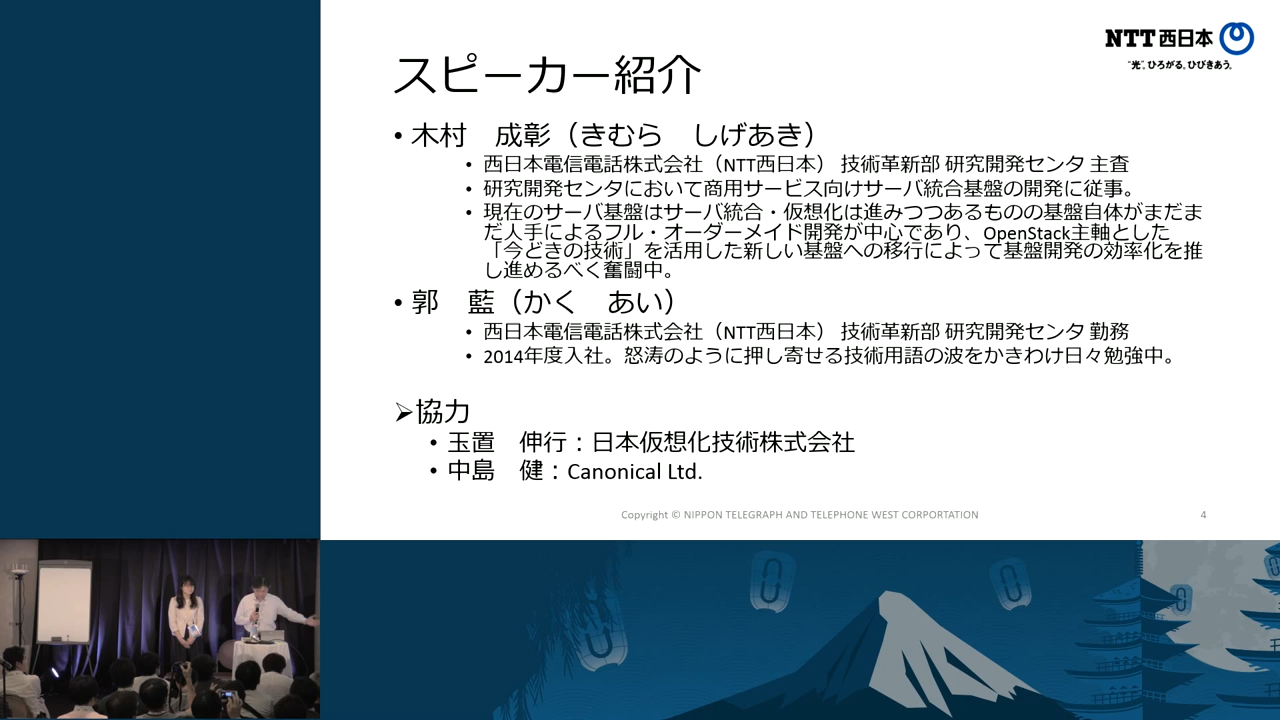 NTT西日本
“光”、ひろがる。ひびきあう。
スピーカー紹介
• 木村　成彰（きむら　しげあき）
• 西日本電信電話株式会社（NTT西日本） 技術革新部 研究開発センタ 主査
• 研究開発センタにおいて商用サービス向けサーバ統合基盤の開発に従事。
• 現在のサーバ基盤はサーバ統合・仮想化は進みつつあるものの基盤自体がまだま
だ人手によるフル・オーダーメイド開発が中心であり、OpenStack主軸とした
「今どきの技術」を活用した新しい基盤への移行によって基盤開発の効率化を推
し進めるべく奮闘中。
• 郭　藍（かく　あい）
• 西日本電信電話株式会社（NTT西日本） 技術革新部 研究開発センタ 勤務
• 2014年度入社。怒涛のように押し寄せる技術用語の波をかきわけ日々勉強中。
➢協力
• 玉置　伸行：日本仮想化技術株式会社
• 中島　健：Canonical Ltd.
Copyright © NIPPON TELEGRAPH AND TELEPHONE WEST CORPORTATION
4